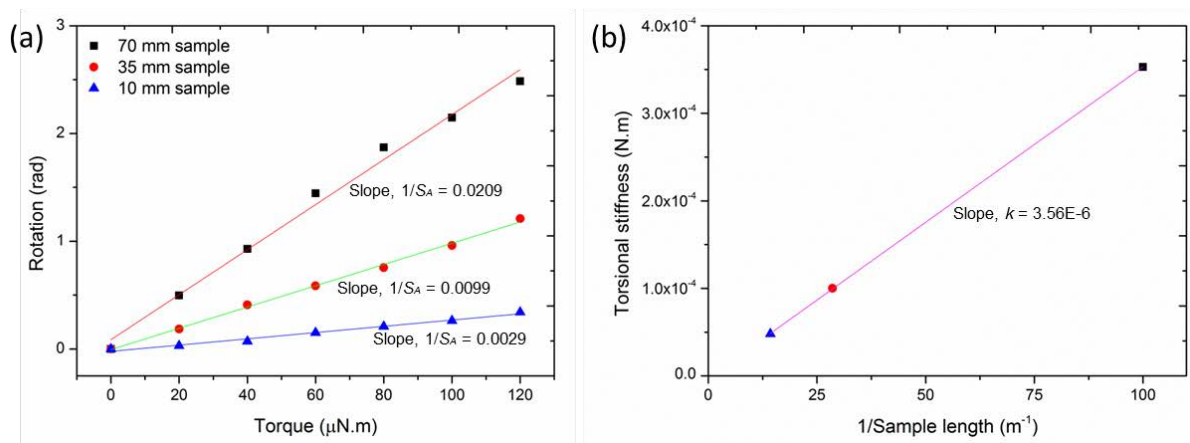 (a)
3
2
1
0
Rotation (rad)
70 mm sample
35 mm sample
10 mm sample
Slope, 1/SA = 0.0209
Slope, 1/SA = 0.0099
Slope, 1/SA = 0.0029
0 20 40 60 80 100 120
Torque (μN.m)
(b)
4.0x10-4
3.0x10-4
2.0x10-4
1.0x10-4
0.0
Torsional stiffness (N.m)
Slope, k = 3.56E-6
0 25 50 75 100
1/Sample length (m-1)